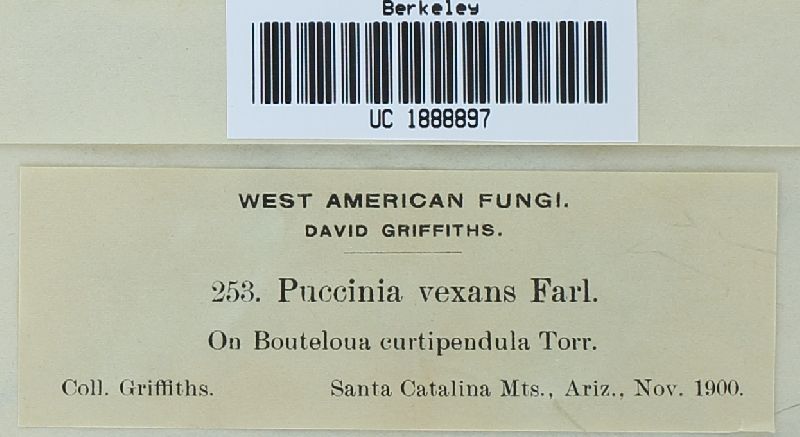 Berkeley
UC 1888897
WEST AMERICAN FUNGI.
DAVID GRIFFITHS.
253. Puccinia vexans Farl.
On Bouteloua curtipendula Torr.
Coll. Griffiths. Santa Catalina Mts., Ariz., Nov. 1900.